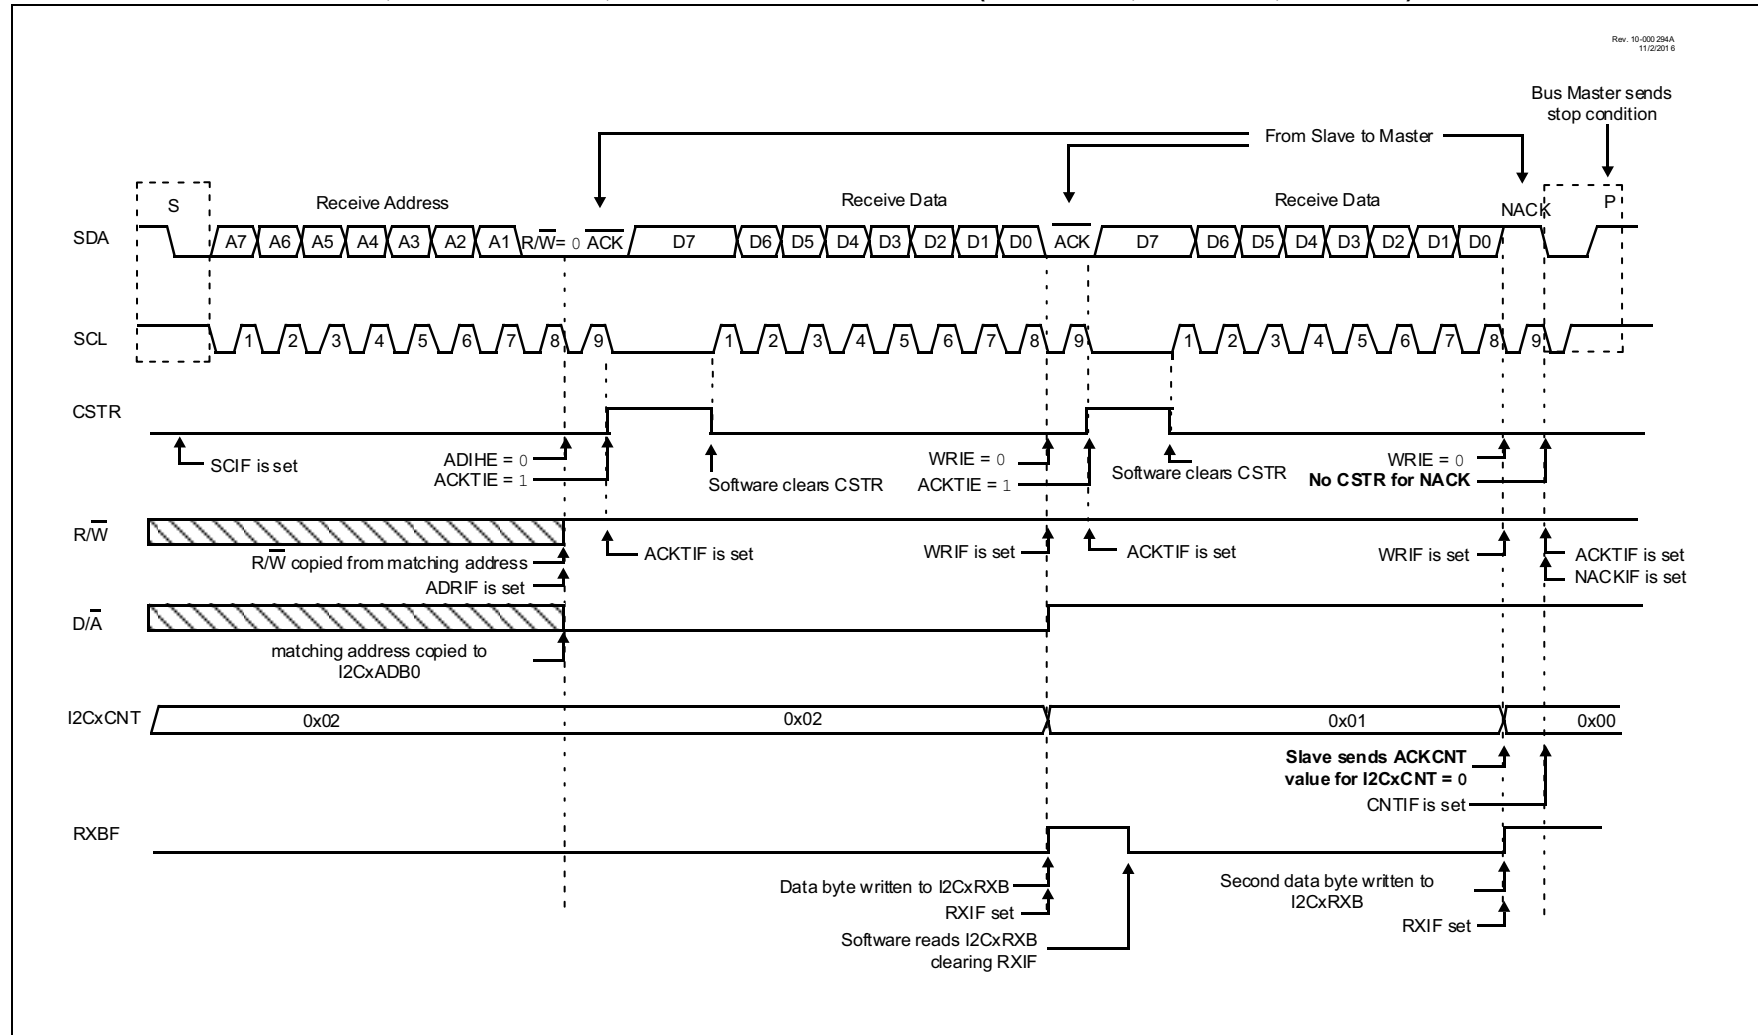 Rev. 10-000 294A
11/2/2016
Bus Master sends
stop condition
From Slave to Master
S
Receive Address
Receive Data
Receive Data
NACK
P
SDA
A7 A6 A5 A4 A3 A2 A1 R/W= 0 ACK D7 D6 D5 D4 D3 D2 D1 D0 ACK D7 D6 D5 D4 D3 D2 D1 D0
SCL
1 2 3 4 5 6 7 8 9 1 2 3 4 5 6 7 8 9 1 2 3 4 5 6 7 8 9
CSTR
SCIF is set
ADIHE = 0
ACKTIE = 1
Software clears CSTR
WRIE = 0
ACKTIE = 1
Software clears CSTR
WRIE = 0
No CSTR for NACK
R/W
R/W copied from matching address
ADRIF is set
ACKTIF is set
WRIF is set
ACKTIF is set
WRIF is set
ACKTIF is set
NACKIF is set
D/A
matching address copied to
I2CxADB0
I2CxCNT
0x02
0x02
0x01
0x00
Slave sends ACKCNT
value for I2CxCNT = 0
CNTIF is set
RXBF
Data byte written to I2CxRXB
RXIF set
Software reads I2CxRXB
clearing RXIF
Second data byte written to
I2CxRXB
RXIF set